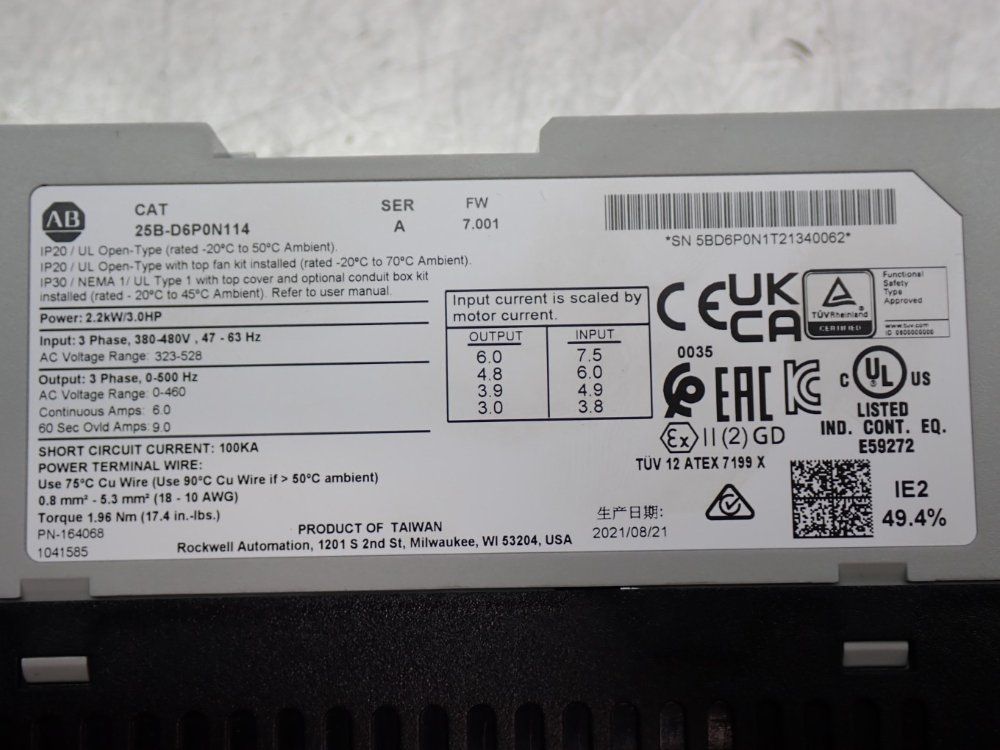 AB
CAT
25B-D6P0N114
SER
A
FW
7.001
*SN 5BD6P0N1T21340062*
IP20 / UL Open-Type (rated -20°C to 50°C Ambient).
IP20 / UL Open-Type with top fan kit installed (rated -20°C to 70°C Ambient).
IP30 / NEMA 1/ UL Type 1 with top cover and optional conduit box kit
installed (rated - 20°C to 45°C Ambient). Refer to user manual.
Power: 2.2kW/3.0HP
Input: 3 Phase, 380-480V , 47 - 63 Hz
AC Voltage Range: 323-528
Output: 3 Phase, 0-500 Hz
AC Voltage Range: 0-460
Continuous Amps: 6.0
60 Sec Ovld Amps: 9.0
SHORT CIRCUIT CURRENT: 100KA
POWER TERMINAL WIRE:
Use 75°C Cu Wire (Use 90°C Cu Wire if > 50°C ambient)
0.8 mm² - 5.3 mm² (18 - 10 AWG)
Torque 1.96 Nm (17.4 in.-lbs.)
PN-164068
1041585
PRODUCT OF TAIWAN
Rockwell Automation, 1201 S 2nd St, Milwaukee, WI 53204, USA
Input current is scaled by
motor current.
OUTPUT INPUT
6.0 7.5
4.8 6.0
3.9 4.9
3.0 3.8
CE
UK
CA
TÜVRheinland
CERTIFIED
Functional
Safety
Type
Approved
www.tuv.com
ID 0600000000
0035
EAC
KC
C UL US
LISTED
IND. CONT. EQ.
E59272
Ex II (2) GD
TÜV 12 ATEX 7199 X
生产日期:
2021/08/21
IE2
49.4%